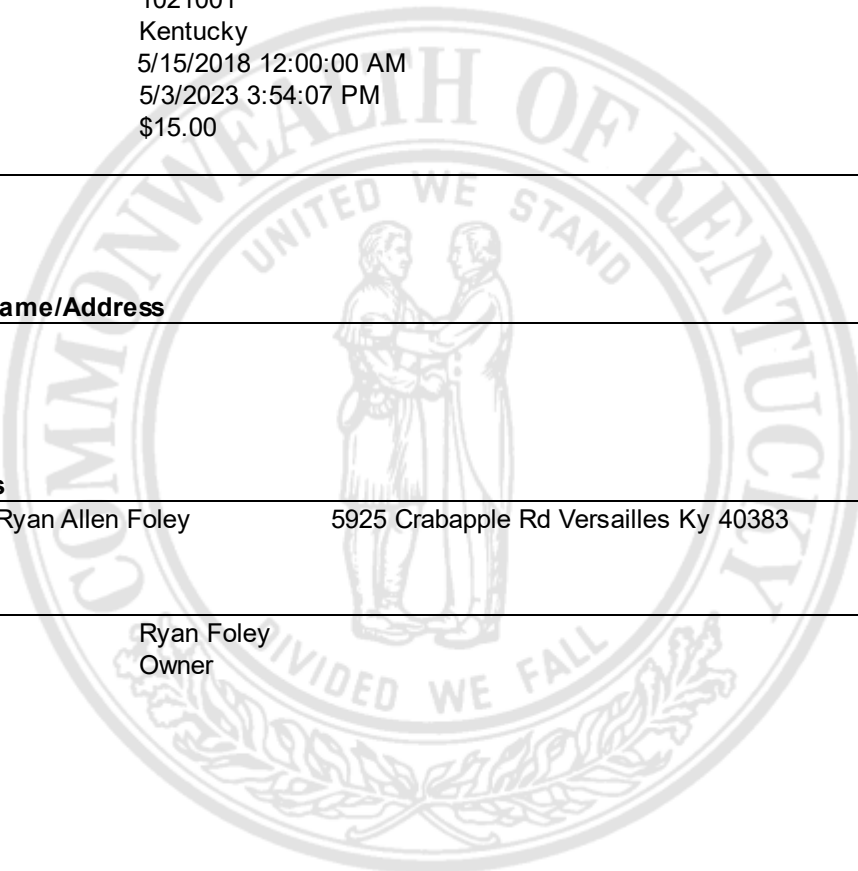 1021001
Kentucky
5/15/2018 12:00:00 AM
5/3/2023 3:54:07 PM
$15.00
COMMONWEALTH OF KENTUCKY
UNITED WE STAND
ame/Address
s
Ryan Allen Foley 5925 Crabapple Rd Versailles Ky 40383
Ryan Foley
Owner
DIVIDED WE FALL